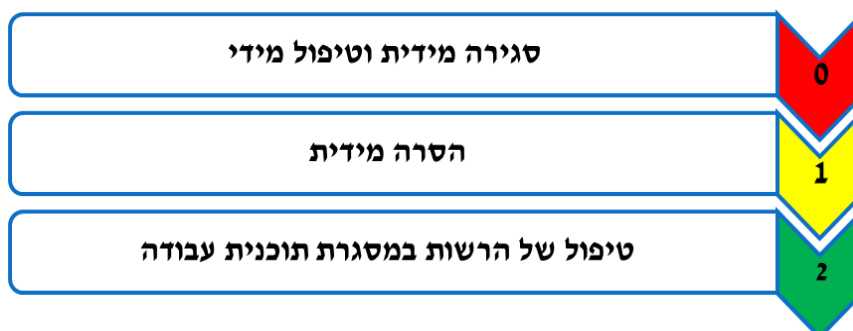 0 סגירה מידית וטיפול מידי
1 הסרה מידית
2 טיפול של הרשות במסגרת תוכנית עבודה